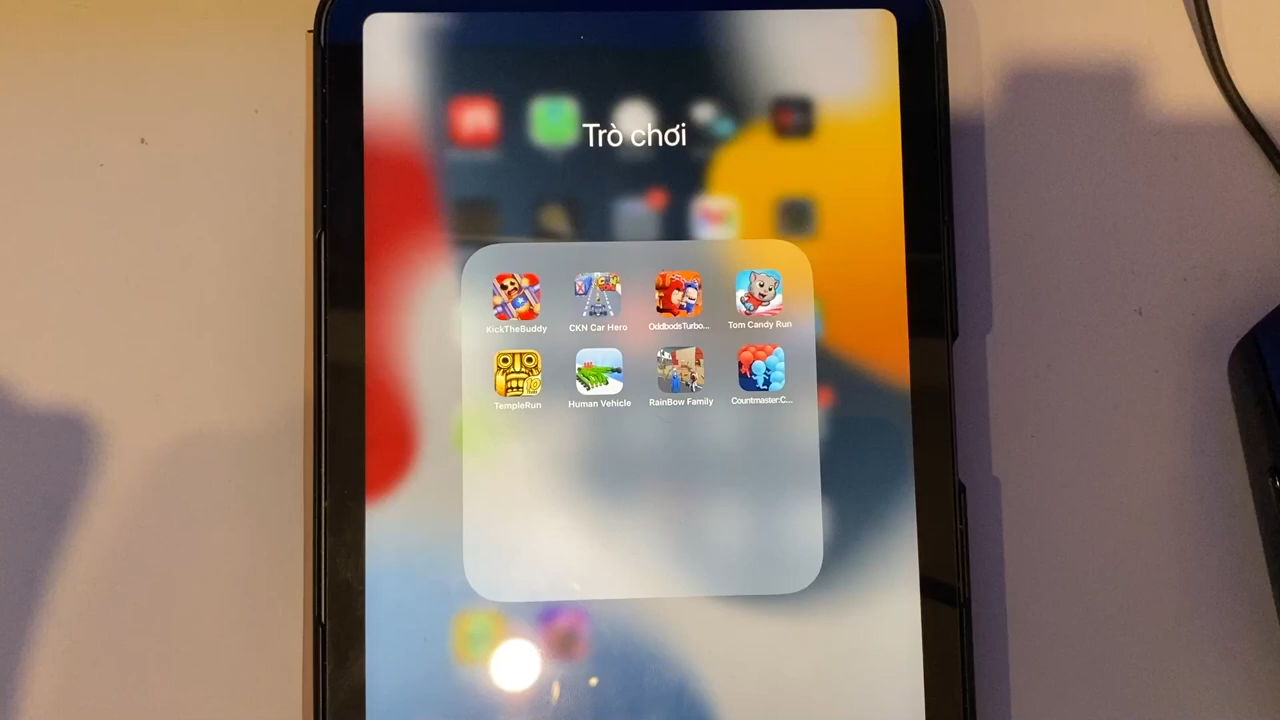 Trò chơi
KickTheBuddy
CKN Car Hero
OddbodsTurbo...
Tom Candy Run
TempleRun
Human Vehicle
RainBow Family
Countmaster:C...